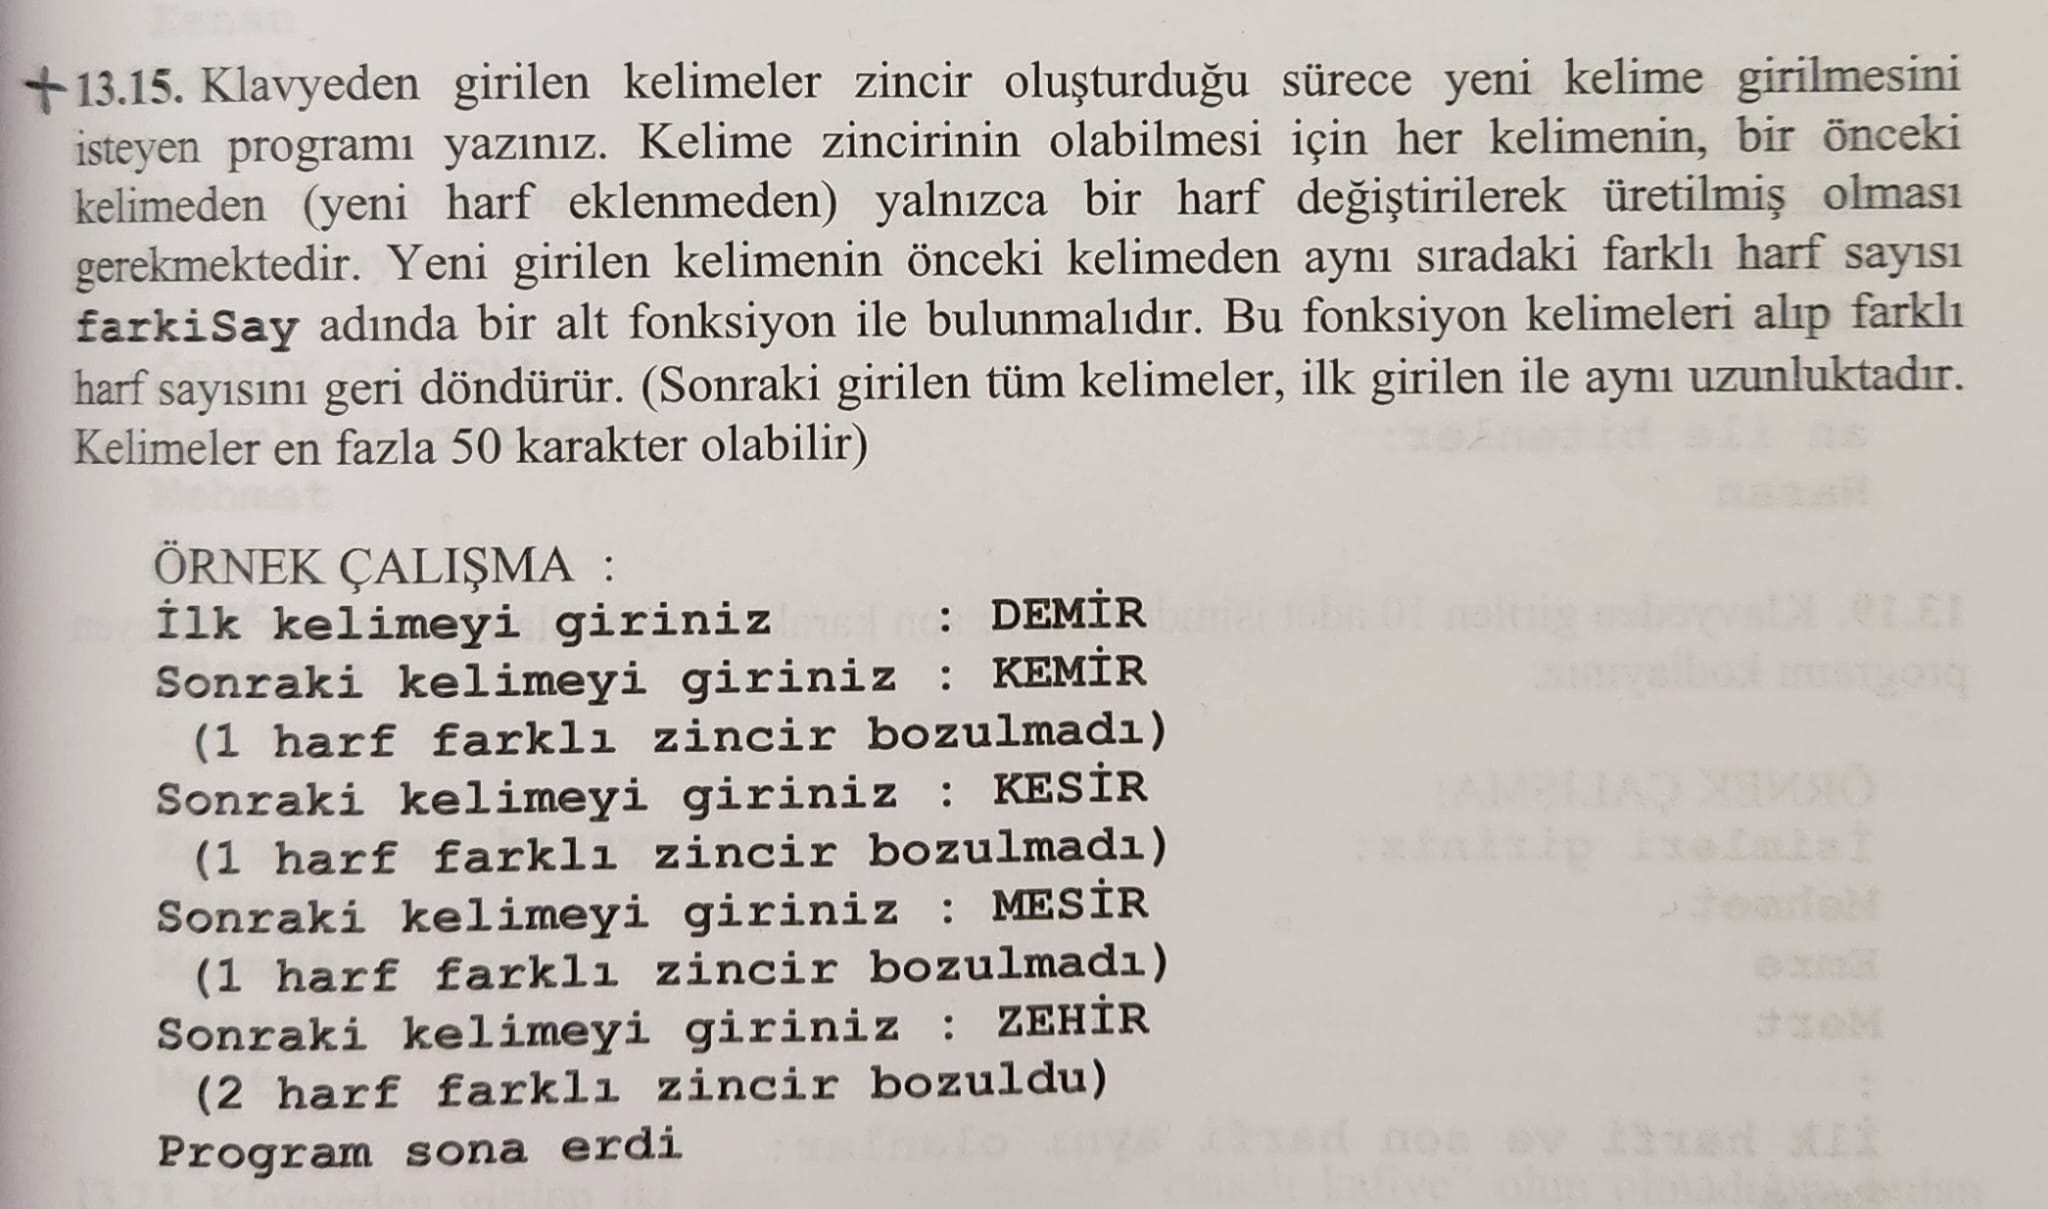 +13.15. Klavyeden girilen kelimeler zincir oluşturduğu sürece yeni kelime girilmesini
isteyen programı yazınız. Kelime zincirinin olabilmesi için her kelimenin, bir önceki
kelimeden (yeni harf eklenmeden) yalnızca bir harf değiştirilerek üretilmiş olması
gerekmektedir. Yeni girilen kelimenin önceki kelimeden aynı sıradaki farklı harf sayısı
farkiSay adında bir alt fonksiyon ile bulunmalıdır. Bu fonksiyon kelimeleri alıp farklı
harf sayısını geri döndürür. (Sonraki girilen tüm kelimeler, ilk girilen ile aynı uzunluktadır.
Kelimeler en fazla 50 karakter olabilir)
ÖRNEK ÇALIŞMA :
İlk kelimeyi giriniz : DEMİR
Sonraki kelimeyi giriniz : KEMİR
(1 harf farklı zincir bozulmadı)
Sonraki kelimeyi giriniz : KESİR
(1 harf farklı zincir bozulmadı)
Sonraki kelimeyi giriniz : MESİR
(1 harf farklı zincir bozulmadı)
Sonraki kelimeyi giriniz : ZEHİR
(2 harf farklı zincir bozuldu)
Program sona erdi